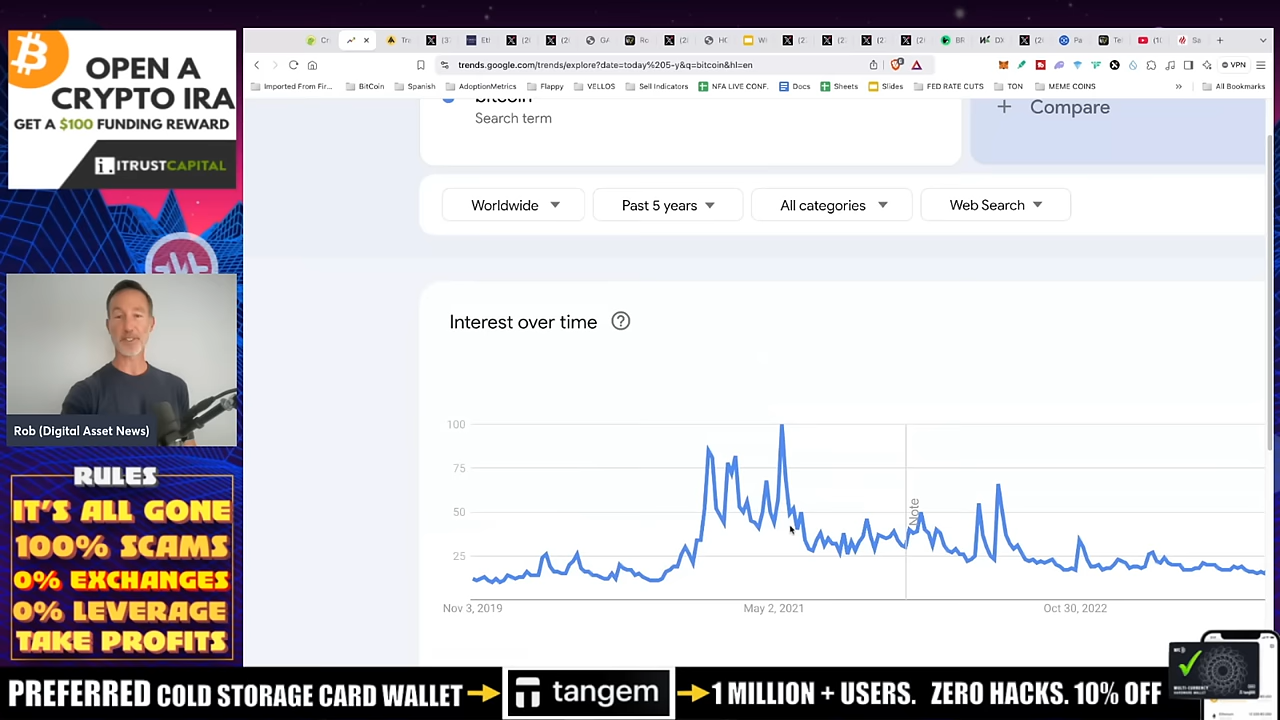 OPEN A
CRYPTO IRA
GET A $100 FUNDING REWARD
i.
ITRUSTCAPITAL
Rob (Digital Asset News)
RULES
IT'S ALL GONE
100% SCAMS
0% EXCHANGES
0% LEVERAGE
TAKE PROFITS
trends.google.com/trends/explore?date=today%205-y&q=bitcoin&hl=en
VPN
Imported From Fir...
BitCoin
Spanish
AdoptionMetrics
Flappy
VELLOS
Sell Indicators
NFA LIVE CONF.
Docs
Sheets
Slides
FED RATE CUTS
TON
MEME COINS
»
All Bookmarks
bitcoin
Search term
+ Compare
Worldwide
Past 5 years
All categories
Web Search
Interest over time
100
75
50
25
Note
Nov 3, 2019
May 2, 2021
Oct 30, 2022
PREFERRED COLD STORAGE CARD WALLET
tangem
1 MILLION + USERS. ZERO HACKS. 10% OFF